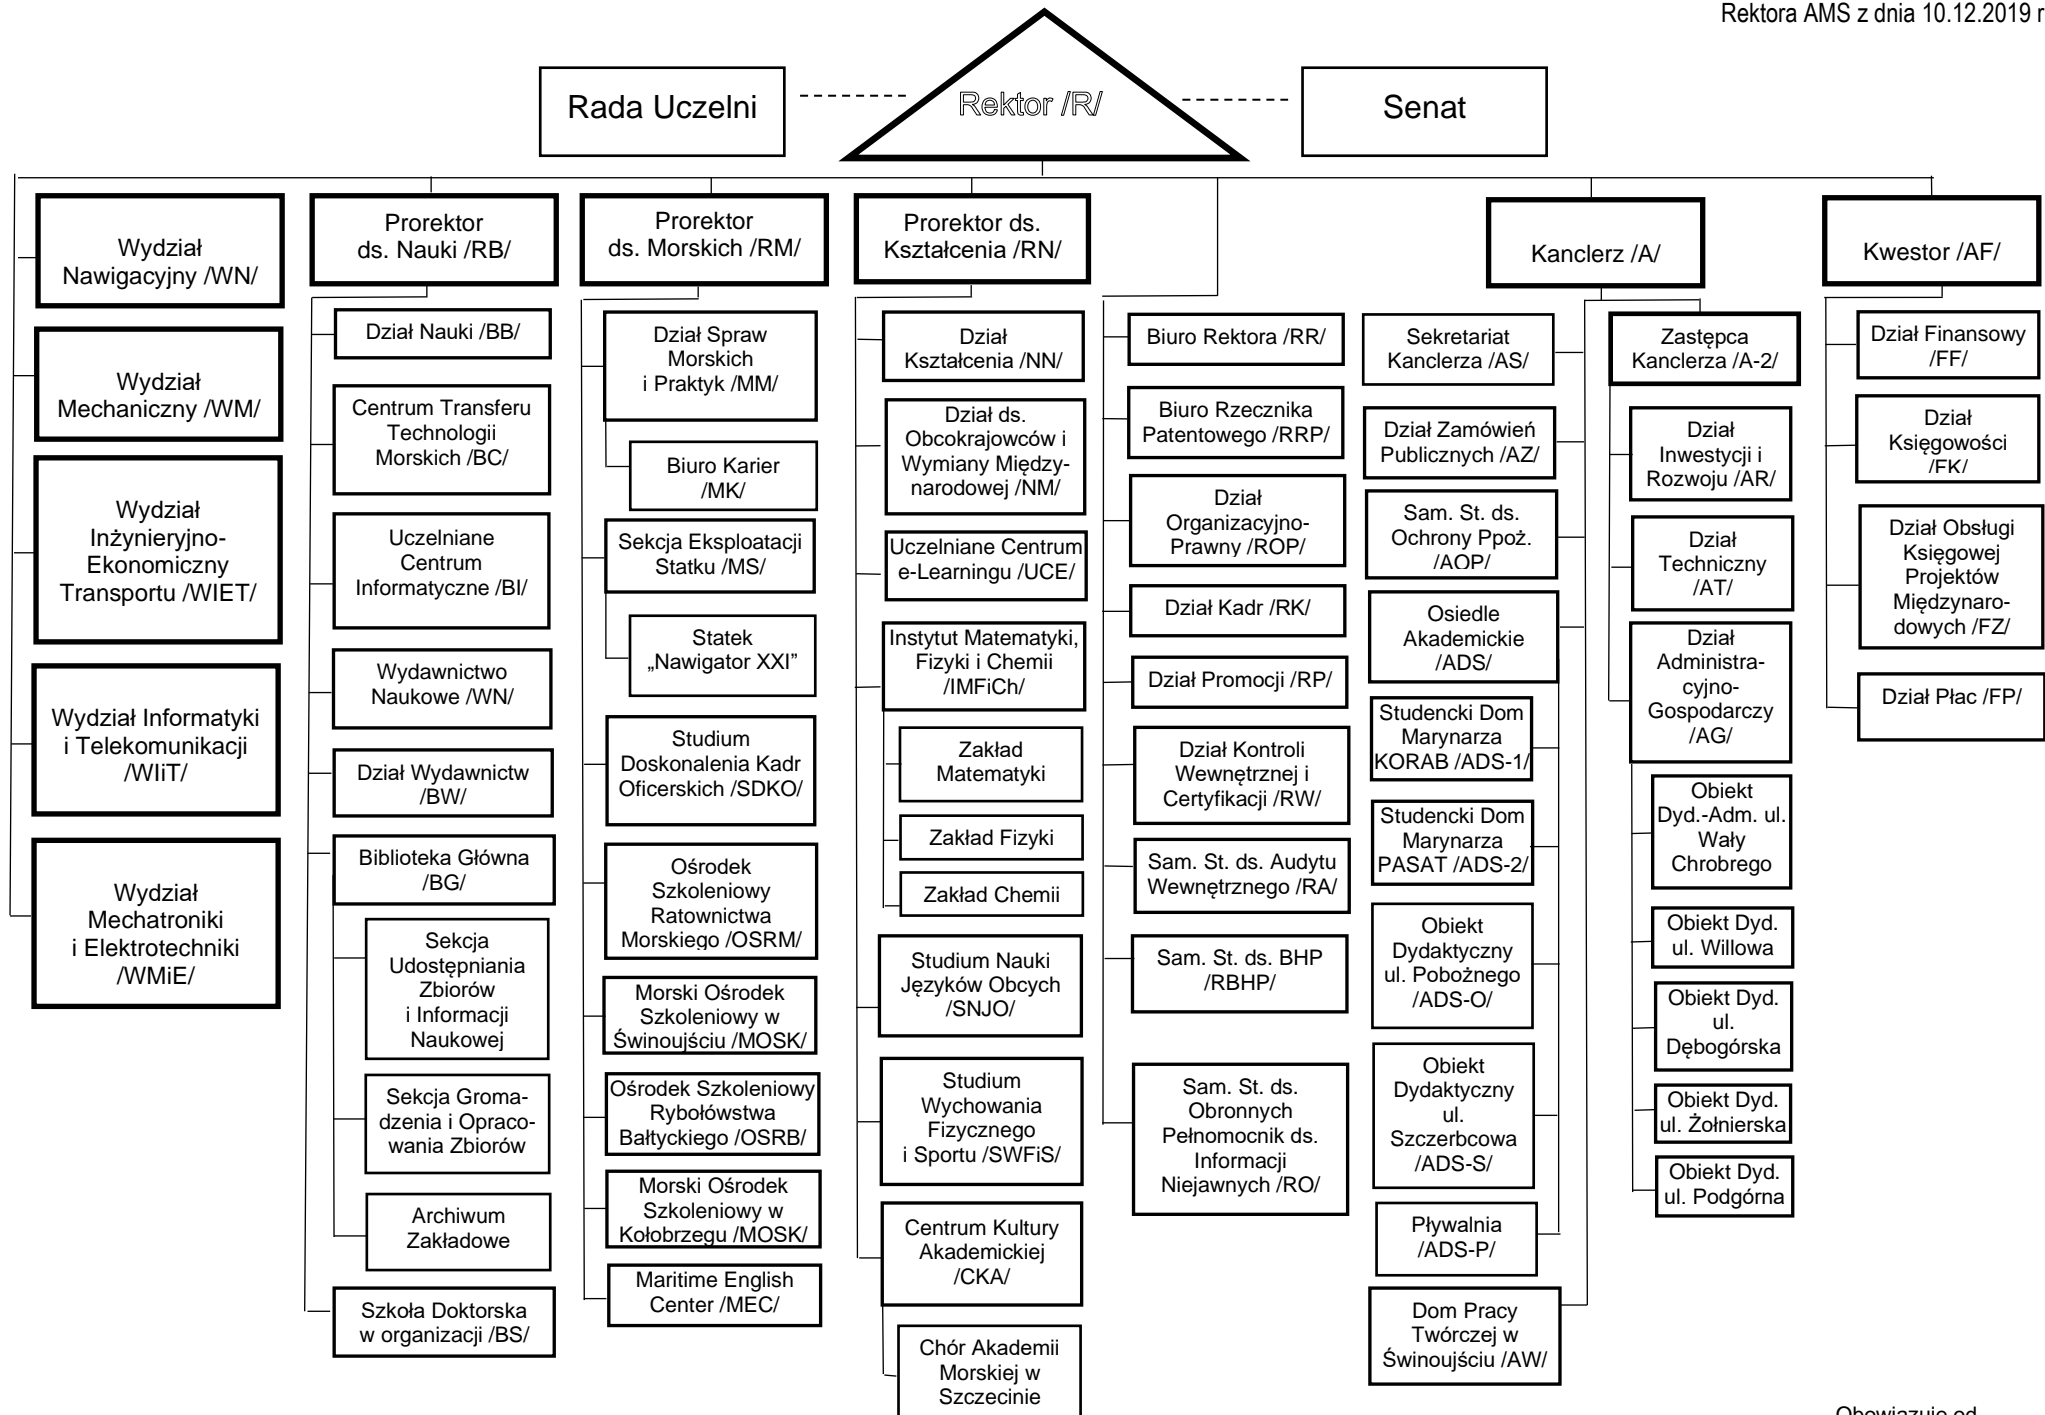 Rektora AMS z dnia 10.12.2019 r
Rada Uczelni
Rektor /R/
Senat
Wydział
Nawigacyjny /WN/
Wydział
Mechaniczny /WM/
Wydział
Inżynieryjno-
Ekonomiczny
Transportu /WIET/
Wydział Informatyki
i Telekomunikacji
/WIiT/
Wydział
Mechatroniki
i Elektrotechniki
/WMiE/
Prorektor
ds. Nauki /RB/
Dział Nauki /BB/
Centrum Transferu
Technologii
Morskich /BC/
Uczelniane
Centrum
Informatyczne /BI/
Wydawnictwo
Naukowe /WN/
Dział Wydawnictw
/BW/
Biblioteka Główna
/BG/
Sekcja
Udostępniania
Zbiorów
i Informacji
Naukowej
Sekcja Groma-
dzenia i Opraco-
wania Zbiorów
Archiwum
Zakładowe
Szkoła Doktorska
w organizacji /BS/
Prorektor
ds. Morskich /RM/
Dział Spraw
Morskich
i Praktyk /MM/
Biuro Karier
/MK/
Sekcja Eksploatacji
Statku /MS/
Statek
„Nawigator XXI”
Studium
Doskonalenia Kadr
Oficerskich /SDKO/
Ośrodek
Szkoleniowy
Ratownictwa
Morskiego /OSRM/
Morski Ośrodek
Szkoleniowy w
Świnoujściu /MOSK/
Ośrodek Szkoleniowy
Rybołówstwa
Bałtyckiego /OSRB/
Morski Ośrodek
Szkoleniowy w
Kołobrzegu /MOSK/
Maritime English
Center /MEC/
Prorektor ds.
Kształcenia /RN/
Dział
Kształcenia /NN/
Dział ds.
Obcokrajowców i
Wymiany Między-
narodowej /NM/
Uczelniane Centrum
e-Learningu /UCE/
Instytut Matematyki,
Fizyki i Chemii
/IMFiCh/
Zakład
Matematyki
Zakład Fizyki
Zakład Chemii
Studium Nauki
Języków Obcych
/SNJO/
Studium
Wychowania
Fizycznego
i Sportu /SWFiS/
Centrum Kultury
Akademickiej
/CKA/
Chór Akademii
Morskiej w
Szczecinie
Biuro Rektora /RR/
Biuro Rzecznika
Patentowego /RRP/
Dział
Organizacyjno-
Prawny /ROP/
Dział Kadr /RK/
Dział Promocji /RP/
Dział Kontroli
Wewnętrznej i
Certyfikacji /RW/
Sam. St. ds. Audytu
Wewnętrznego /RA/
Sam. St. ds. BHP
/RBHP/
Sam. St. ds.
Obronnych
Pełnomocnik ds.
Informacji
Niejawnych /RO/
Kanclerz /A/
Sekretariat
Kanclerza /AS/
Dział Zamówień
Publicznych /AZ/
Sam. St. ds.
Ochrony Ppoż.
/AOP/
Osiedle
Akademickie
/ADS/
Studencki Dom
Marynarza
KORAB /ADS-1/
Studencki Dom
Marynarza
PASAT /ADS-2/
Obiekt
Dydaktyczny
ul. Pobożnego
/ADS-O/
Obiekt
Dydaktyczny
ul.
Szczerbcowa
/ADS-S/
Pływalnia
/ADS-P/
Dom Pracy
Twórczej w
Świnoujściu /AW/
Zastępca
Kanclerza /A-2/
Dział
Inwestycji i
Rozwoju /AR/
Dział
Techniczny
/AT/
Dział
Administra-
cyjno-
Gospodarczy
/AG/
Obiekt
Dyd.-Adm. ul.
Wały
Chrobrego
Obiekt Dyd.
ul. Willowa
Obiekt Dyd.
ul.
Dębogórska
Obiekt Dyd.
ul. Żołnierska
Obiekt Dyd.
ul. Podgórna
Kwestor /AF/
Dział Finansowy
/FF/
Dział
Księgowości
/FK/
Dział Obsługi
Księgowej
Projektów
Międzynaro-
dowych /FZ/
Dział Płac /FP/
Obowiązuje od